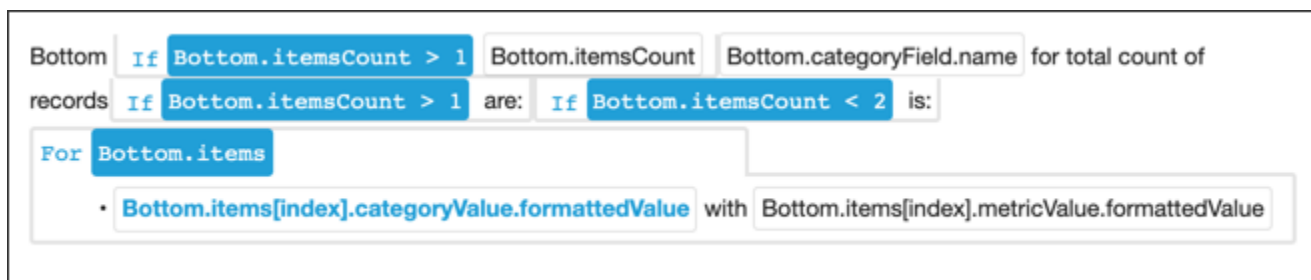 Bottom If Bottom.itemsCount > 1 Bottom.itemsCount Bottom.categoryField.name for total count of
records If Bottom.itemsCount > 1 are: If Bottom.itemsCount < 2 is:
For Bottom.items
• Bottom.items[index].categoryValue.formattedValue with Bottom.items[index].metricValue.formattedValue